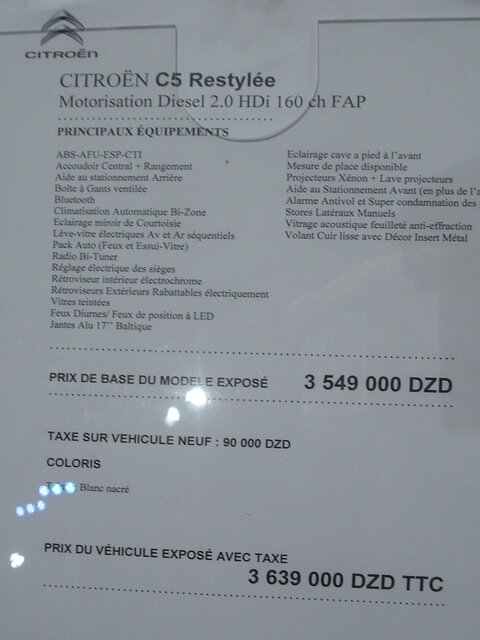 CITROËN
CITROËN C5 Restylée
Motorisation Diesel 2.0 HDi 160 ch FAP
PRINCIPAUX ÉQUIPEMENTS
ABS-AFU-ESP-CTI
Accoudoir Central + Rangement
Aide au stationnement Arrière
Boîte à Gants ventilée
Bluetooth
Climatisation Automatique Bi-Zone
Eclairage miroir de Courtoisie
Lève-vitre électriques Av et Ar séquentiels
Pack Auto (Feux et Essui-Vitre)
Radio Bi-Tuner
Réglage électrique des sièges
Rétroviseur intérieur électrochrome
Rétroviseurs Extérieurs Rabattables électriquement
Vitres teintées
Feux Diurnes/ Feux de position à LED
Jantes Alu 17'' Baltique
Eclairage cave a pied à l'avant
Mesure de place disponible
Projecteurs Xénon + Lave projecteurs
Aide au Stationnement Avant (en plus de l'a
Alarme Antivol et Super condamnation des
Stores Latéraux Manuels
Vitrage acoustique feuilleté anti-effraction
Volant Cuir lisse avec Décor Insert Métal
PRIX DE BASE DU MODELE EXPOSÉ 3 549 000 DZD
TAXE SUR VEHICULE NEUF : 90 000 DZD
COLORIS
Blanc nacré
PRIX DU VÉHICULE EXPOSÉ AVEC TAXE
3 639 000 DZD TTC